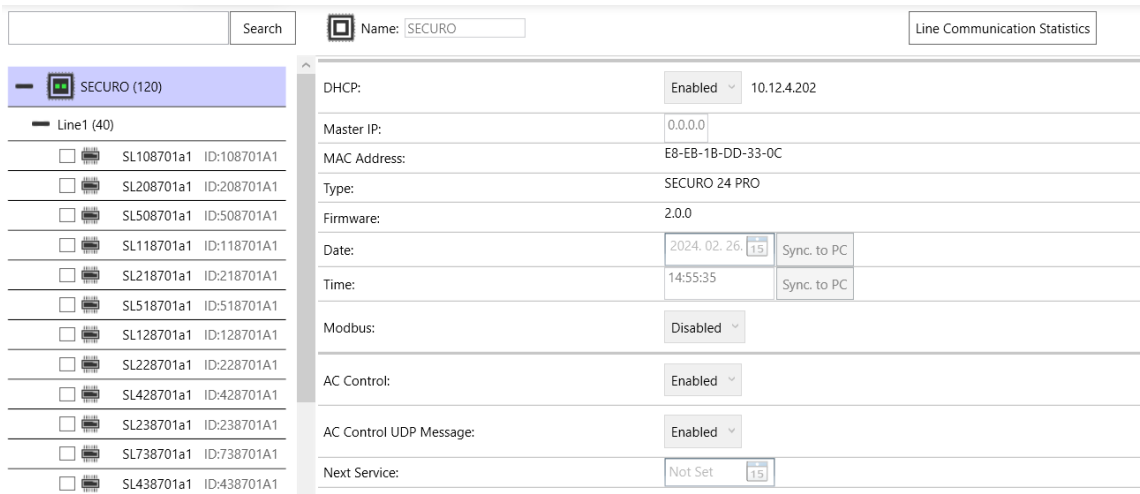 Search
SECURO (120)
Line1 (40)
SL108701a1 ID:108701A1
SL208701a1 ID:208701A1
SL508701a1 ID:508701A1
SL118701a1 ID:118701A1
SL218701a1 ID:218701A1
SL518701a1 ID:518701A1
SL128701a1 ID:128701A1
SL228701a1 ID:228701A1
SL428701a1 ID:428701A1
SL238701a1 ID:238701A1
SL738701a1 ID:738701A1
SL438701a1 ID:438701A1
Name: SECURO
Line Communication Statistics
DHCP: Enabled 10.12.4.202
Master IP: 0.0.0.0
MAC Address: E8-EB-1B-DD-33-0C
Type: SECURO 24 PRO
Firmware: 2.0.0
Date: 2024. 02. 26. 15 Sync. to PC
Time: 14:55:35 Sync. to PC
Modbus: Disabled
AC Control: Enabled
AC Control UDP Message: Enabled
Next Service: Not Set 15